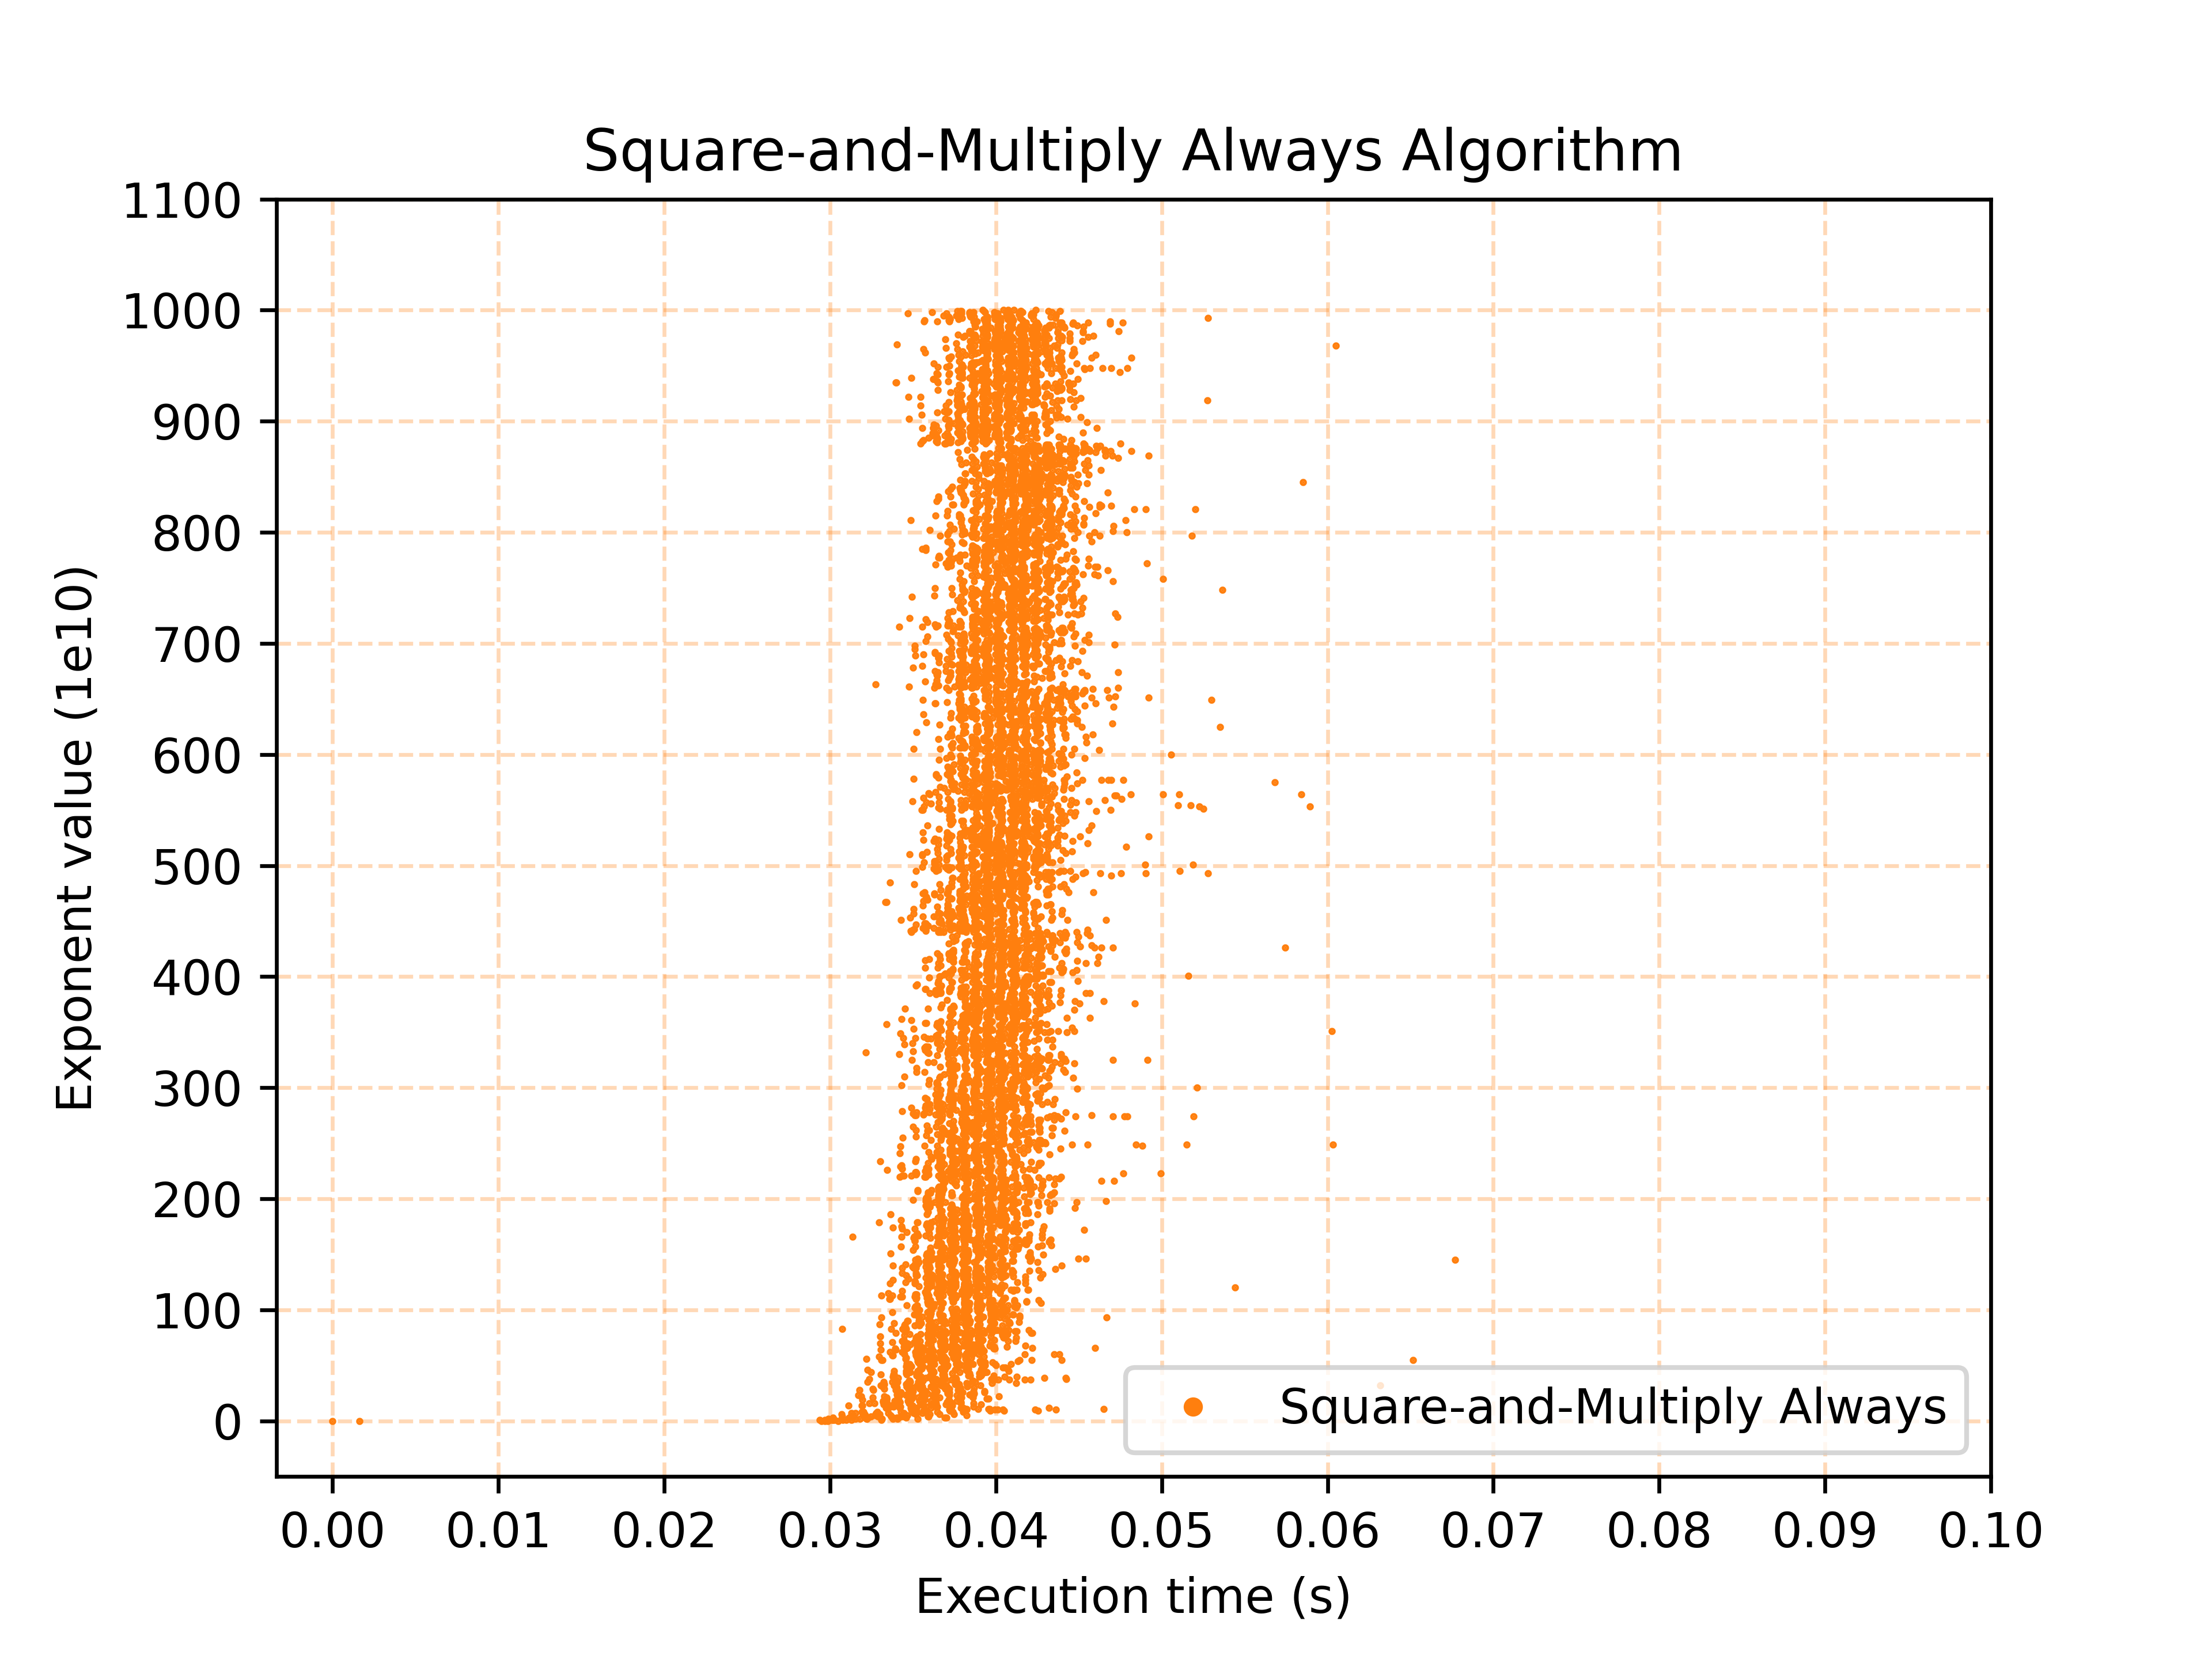 Square-and-Multiply Always Algorithm
Exponent value (1e10)
1100
1000
900
800
700
600
500
400
300
200
100
0
Square-and-Multiply Always
0.00 0.01 0.02 0.03 0.04 0.05 0.06 0.07 0.08 0.09 0.10
Execution time (s)